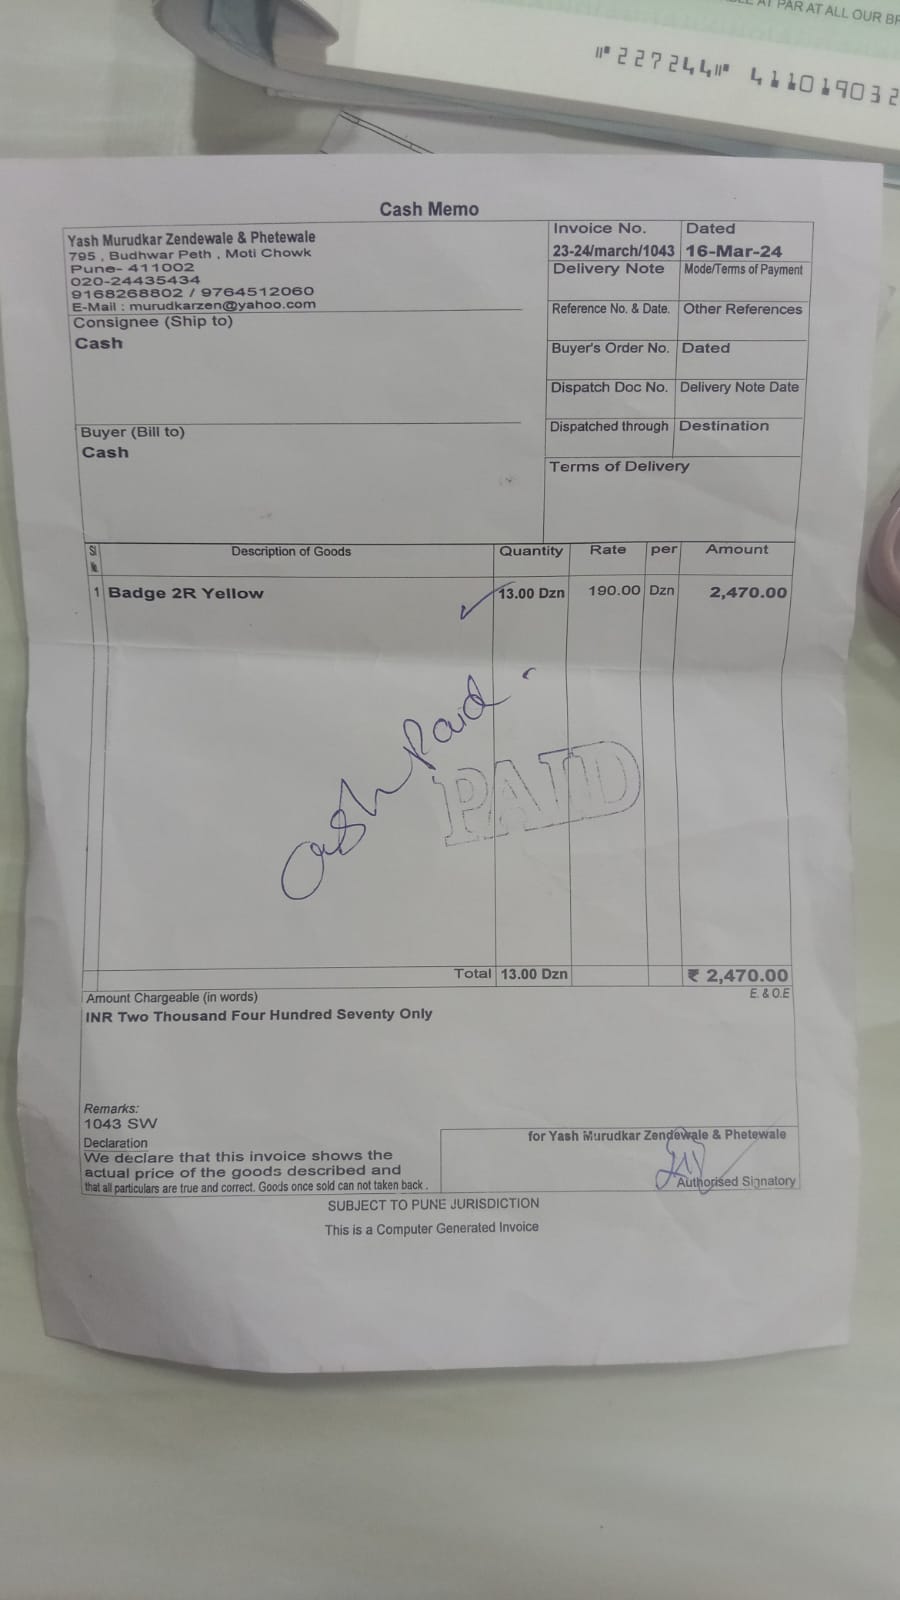 LE AT PAR AT ALL OUR BR
"227244" 411019032
Cash Memo
Yash Murudkar Zendewale & Phetewale
795 , Budhwar Peth , Moti Chowk
Pune- 411002
020-24435434
9168268802 / 9764512060
E-Mail : murudkarzen@yahoo.com
Consignee (Ship to)
Cash
Buyer (Bill to)
Cash
Invoice No. Dated
23-24/march/1043 16-Mar-24
Delivery Note Mode/Terms of Payment
Reference No. & Date. Other References
Buyer's Order No. Dated
Dispatch Doc No. Delivery Note Date
Dispatched through Destination
Terms of Delivery
Sl Description of Goods Quantity Rate per Amount
1 Badge 2R Yellow 13.00 Dzn 190.00 Dzn 2,470.00
Cash Paid
PAID
Total 13.00 Dzn ₹ 2,470.00
Amount Chargeable (in words) E. & O.E
INR Two Thousand Four Hundred Seventy Only
Remarks:
1043 SW
Declaration
We declare that this invoice shows the
actual price of the goods described and
that all particulars are true and correct. Goods once sold can not taken back .
for Yash Murudkar Zendewale & Phetewale
Authorised Signatory
SUBJECT TO PUNE JURISDICTION
This is a Computer Generated Invoice